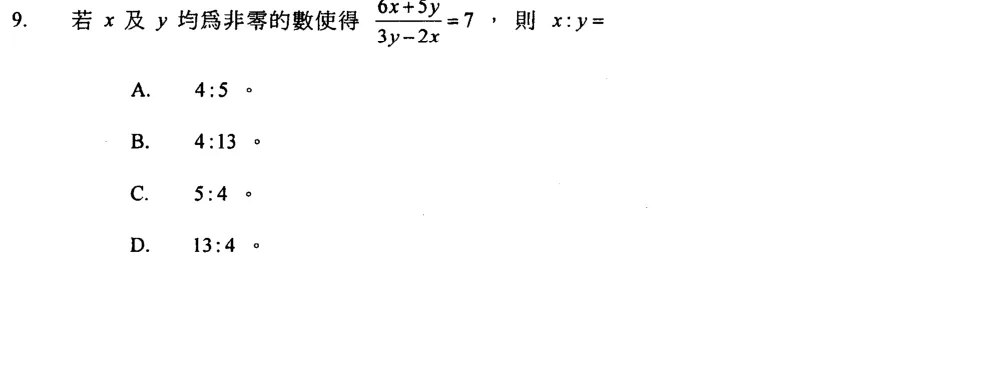 9. 若 x 及 y 均為非零的數使得 \frac{6x+5y}{3y-2x}=7 ，則 x:y=
A. 4:5 。
B. 4:13 。
C. 5:4 。
D. 13:4 。